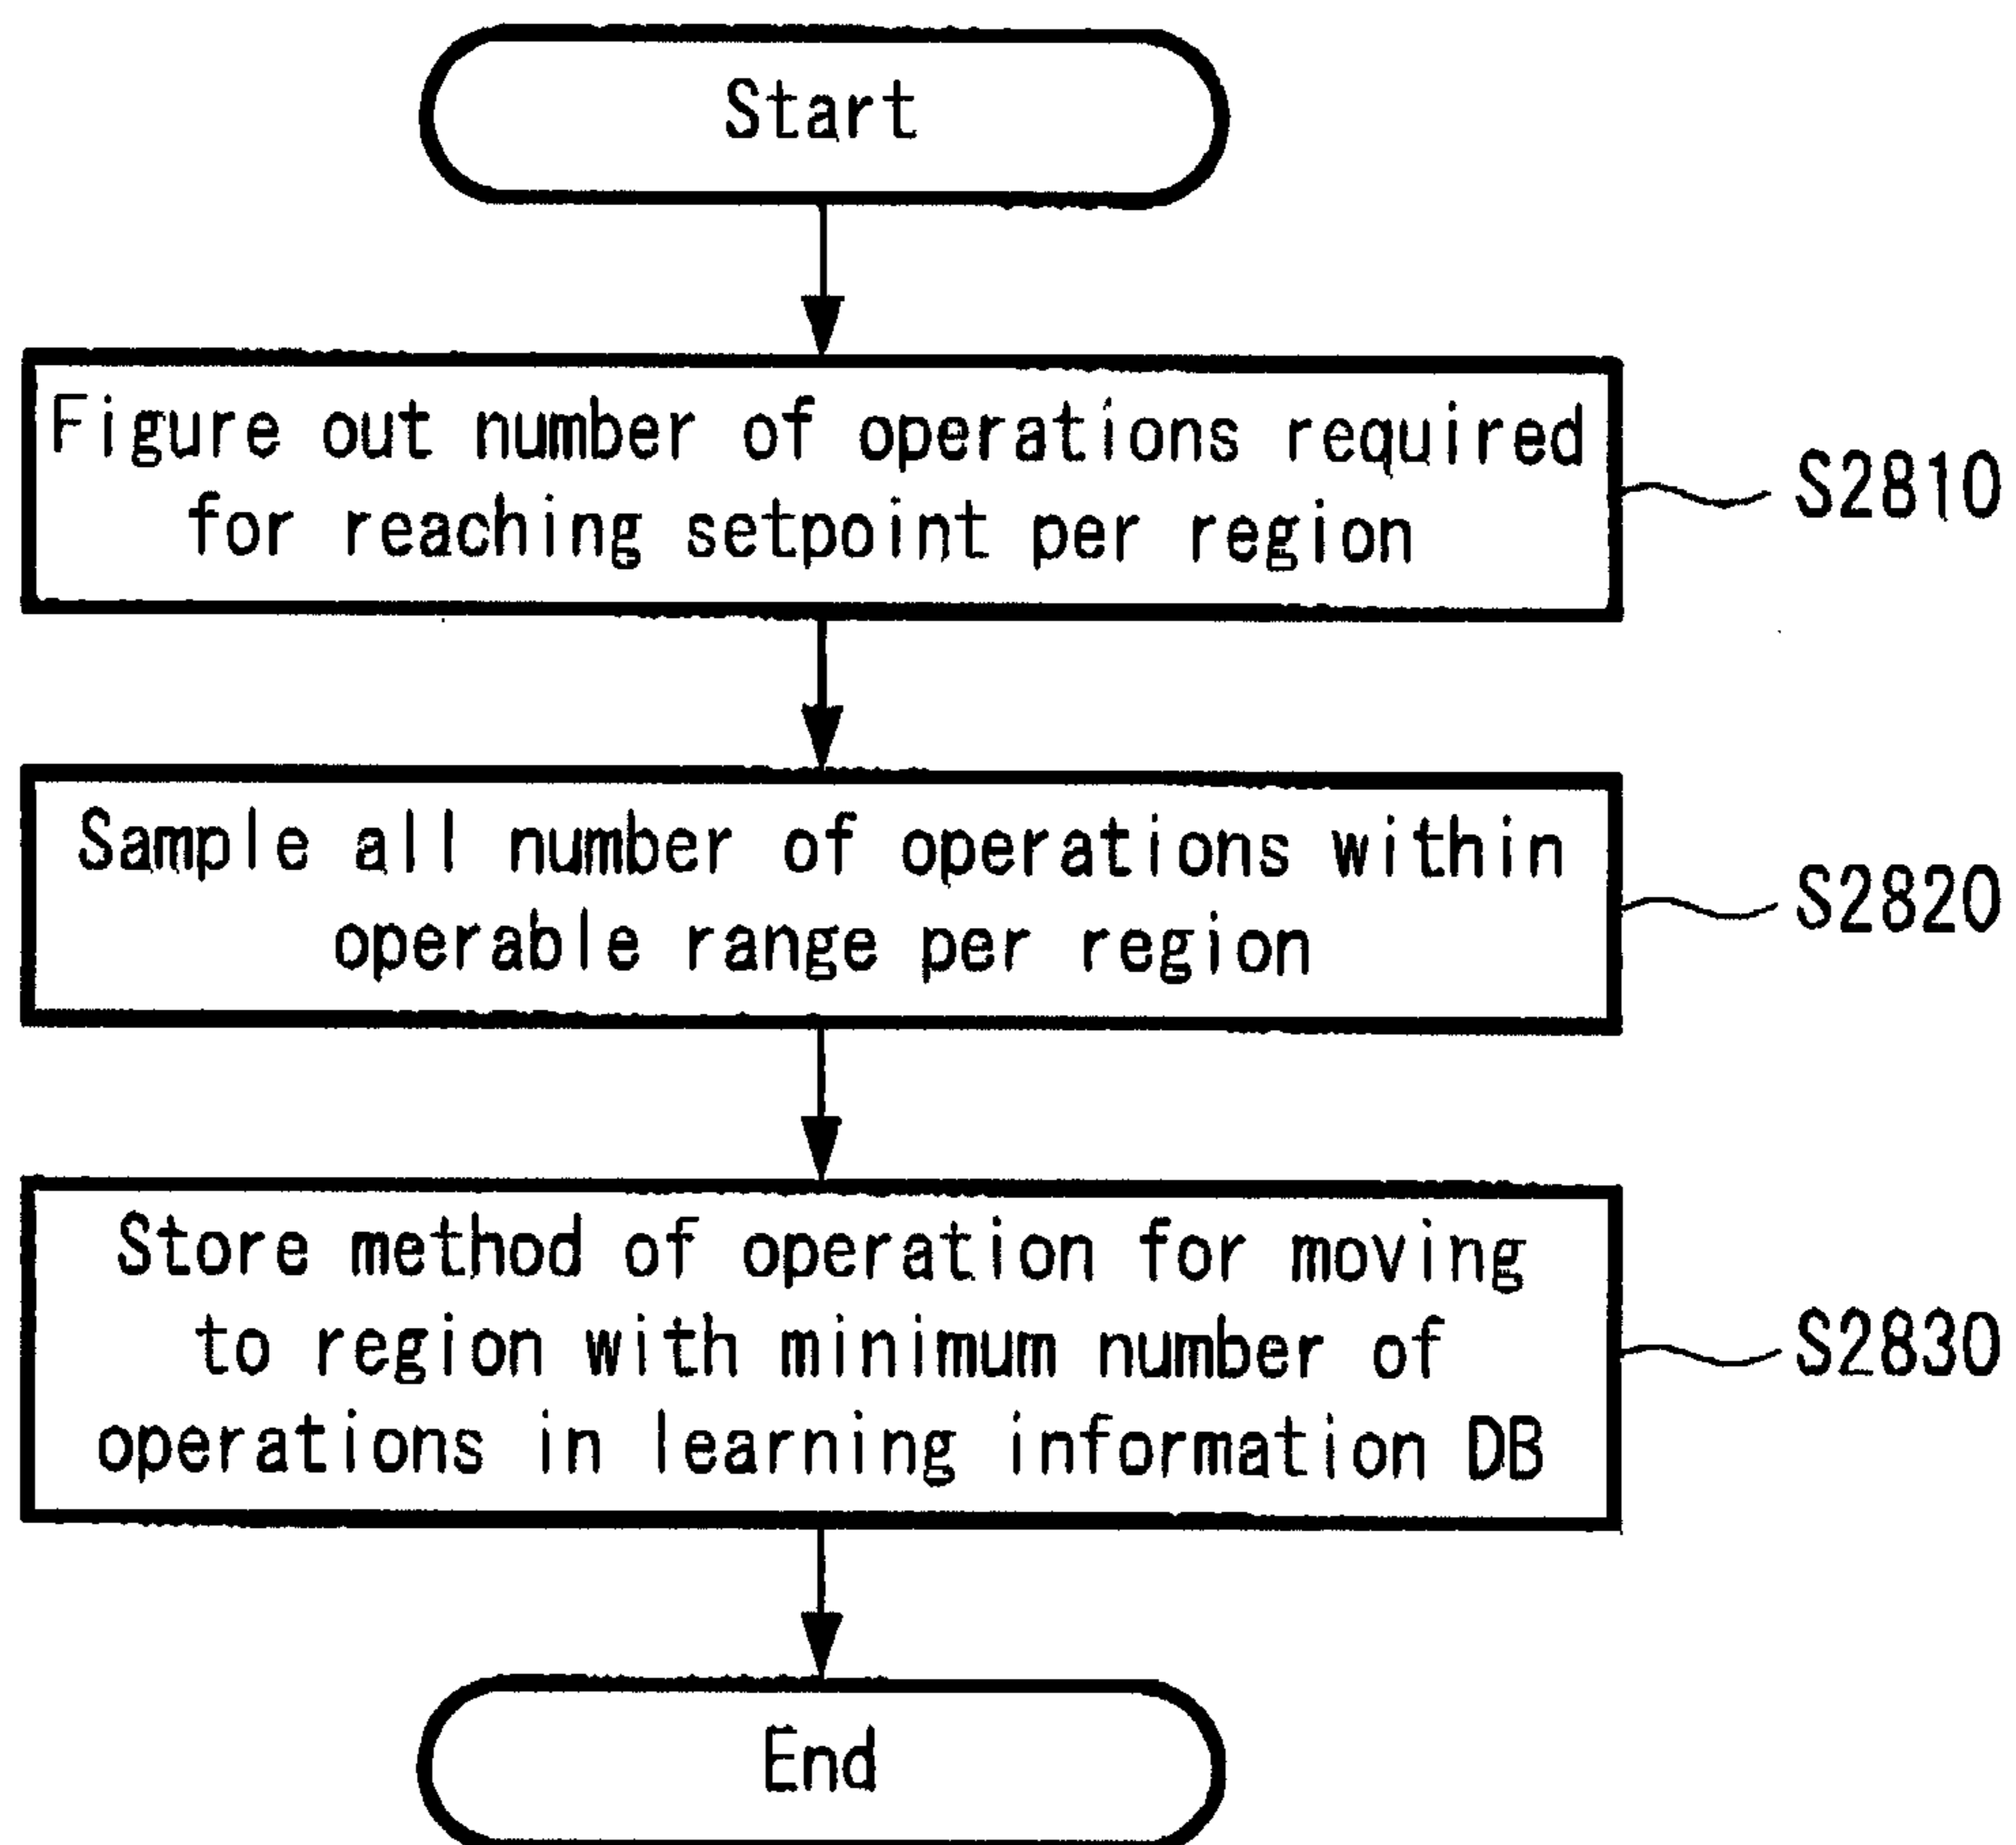 Start
Figure out number of operations required
for reaching setpoint per region
S2810
Sample all number of operations within
operable range per region
S2820
Store method of operation for moving
to region with minimum number of
operations in learning information DB
S2830
End